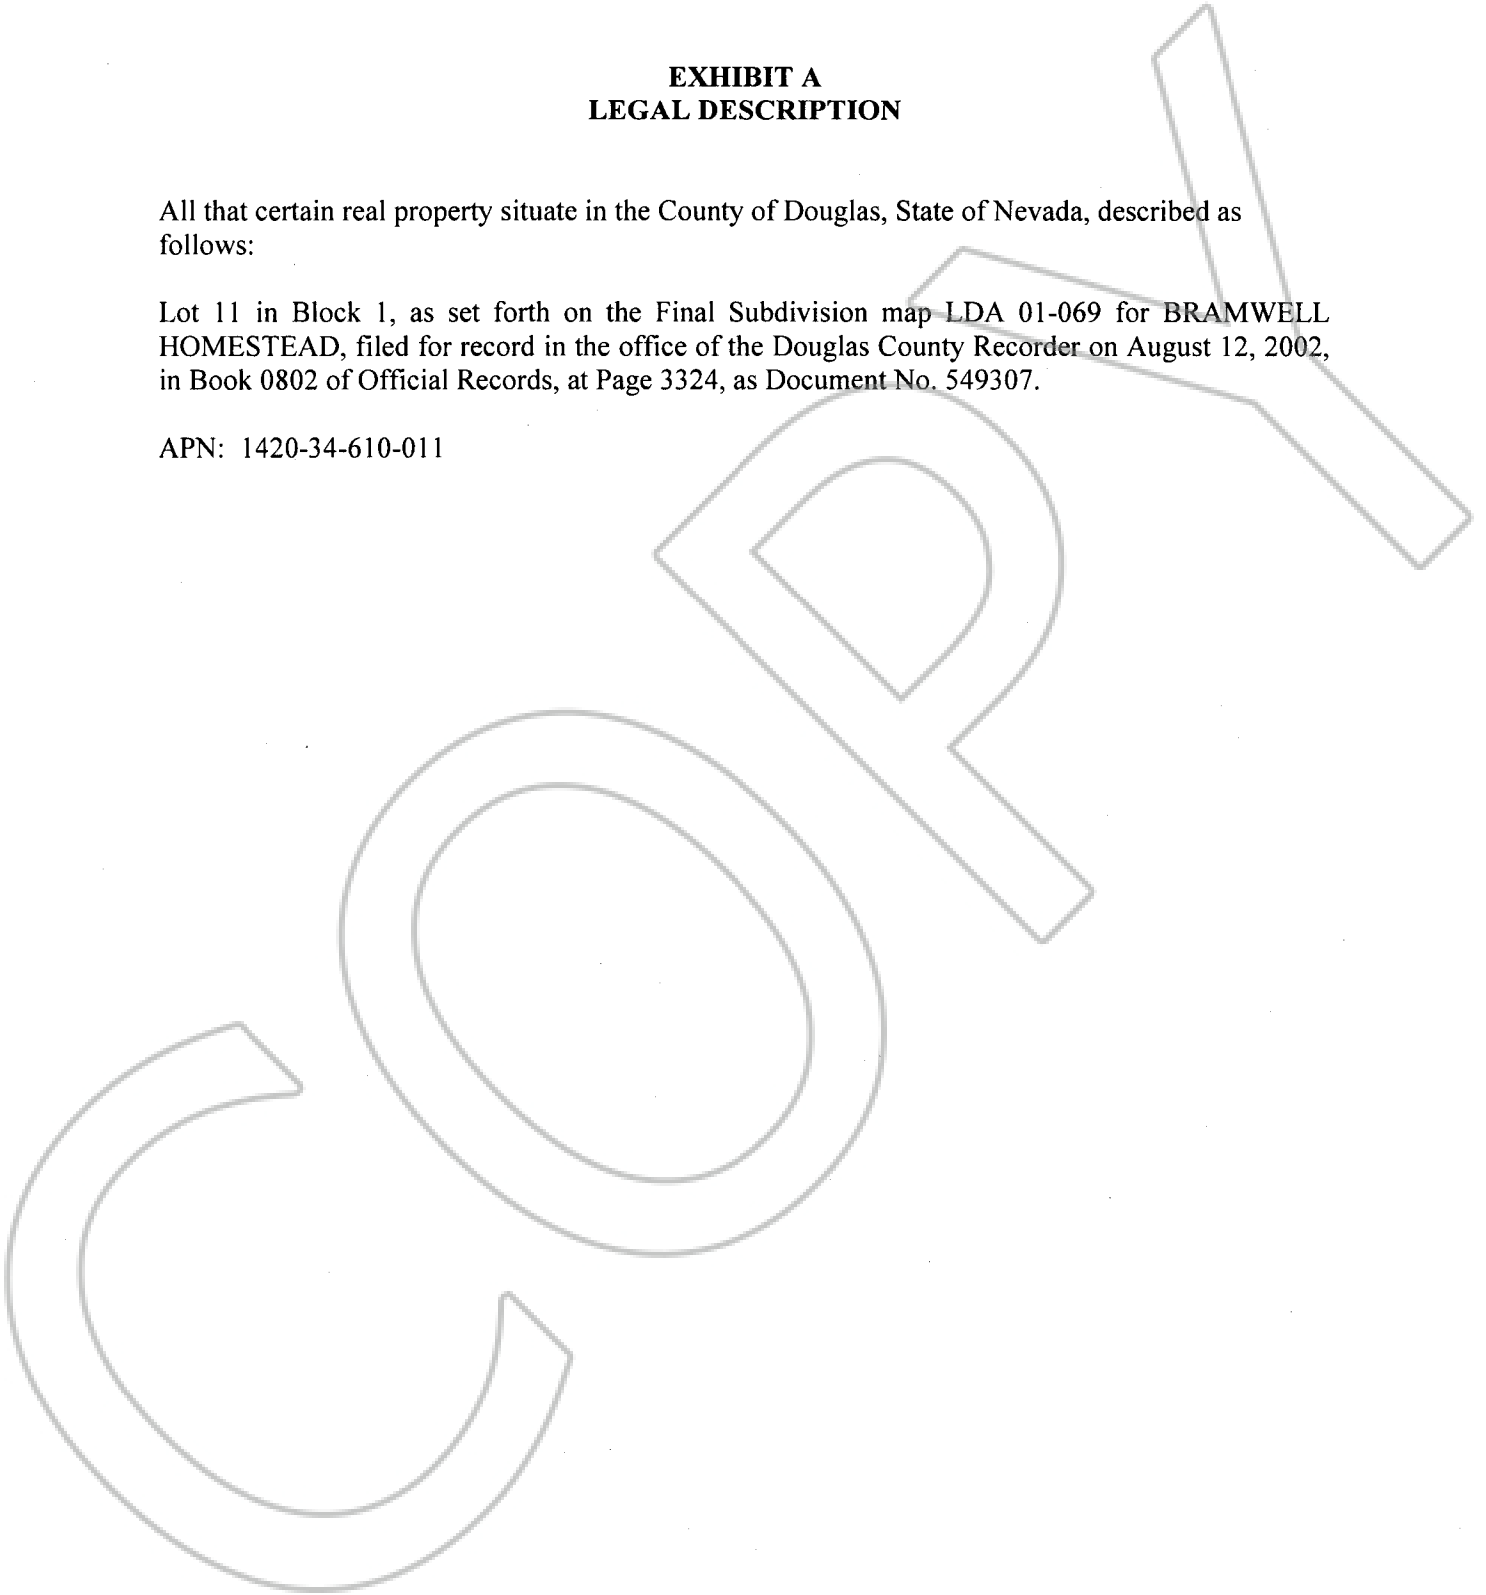 EXHIBIT A
LEGAL DESCRIPTION
All that certain real property situate in the County of Douglas, State of Nevada, described as
follows:
Lot 11 in Block 1, as set forth on the Final Subdivision map LDA 01-069 for BRAMWELL
HOMESTEAD, filed for record in the office of the Douglas County Recorder on August 12, 2002,
in Book 0802 of Official Records, at Page 3324, as Document No. 549307.
APN: 1420-34-610-011
COPY